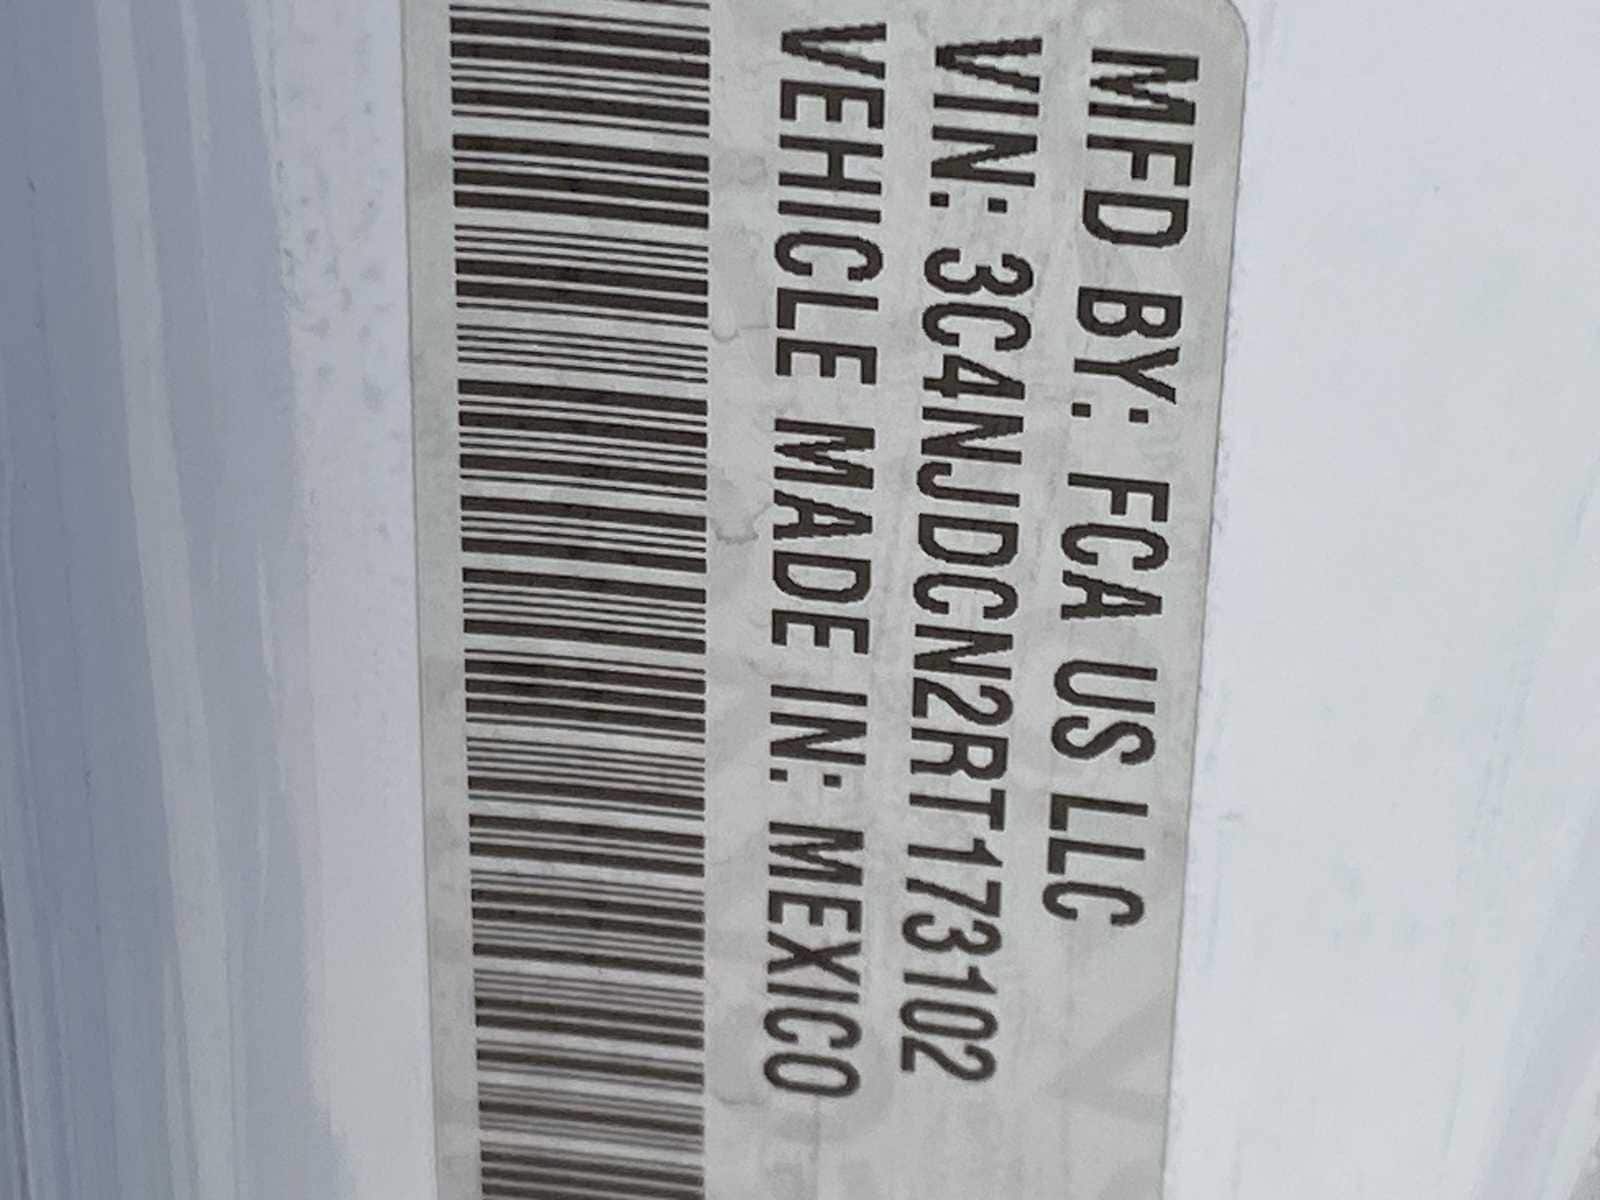 MFD BY: FCA US LLC
VIN: 3C4NJDCN2RT173102
VEHICLE MADE IN: MEXICO